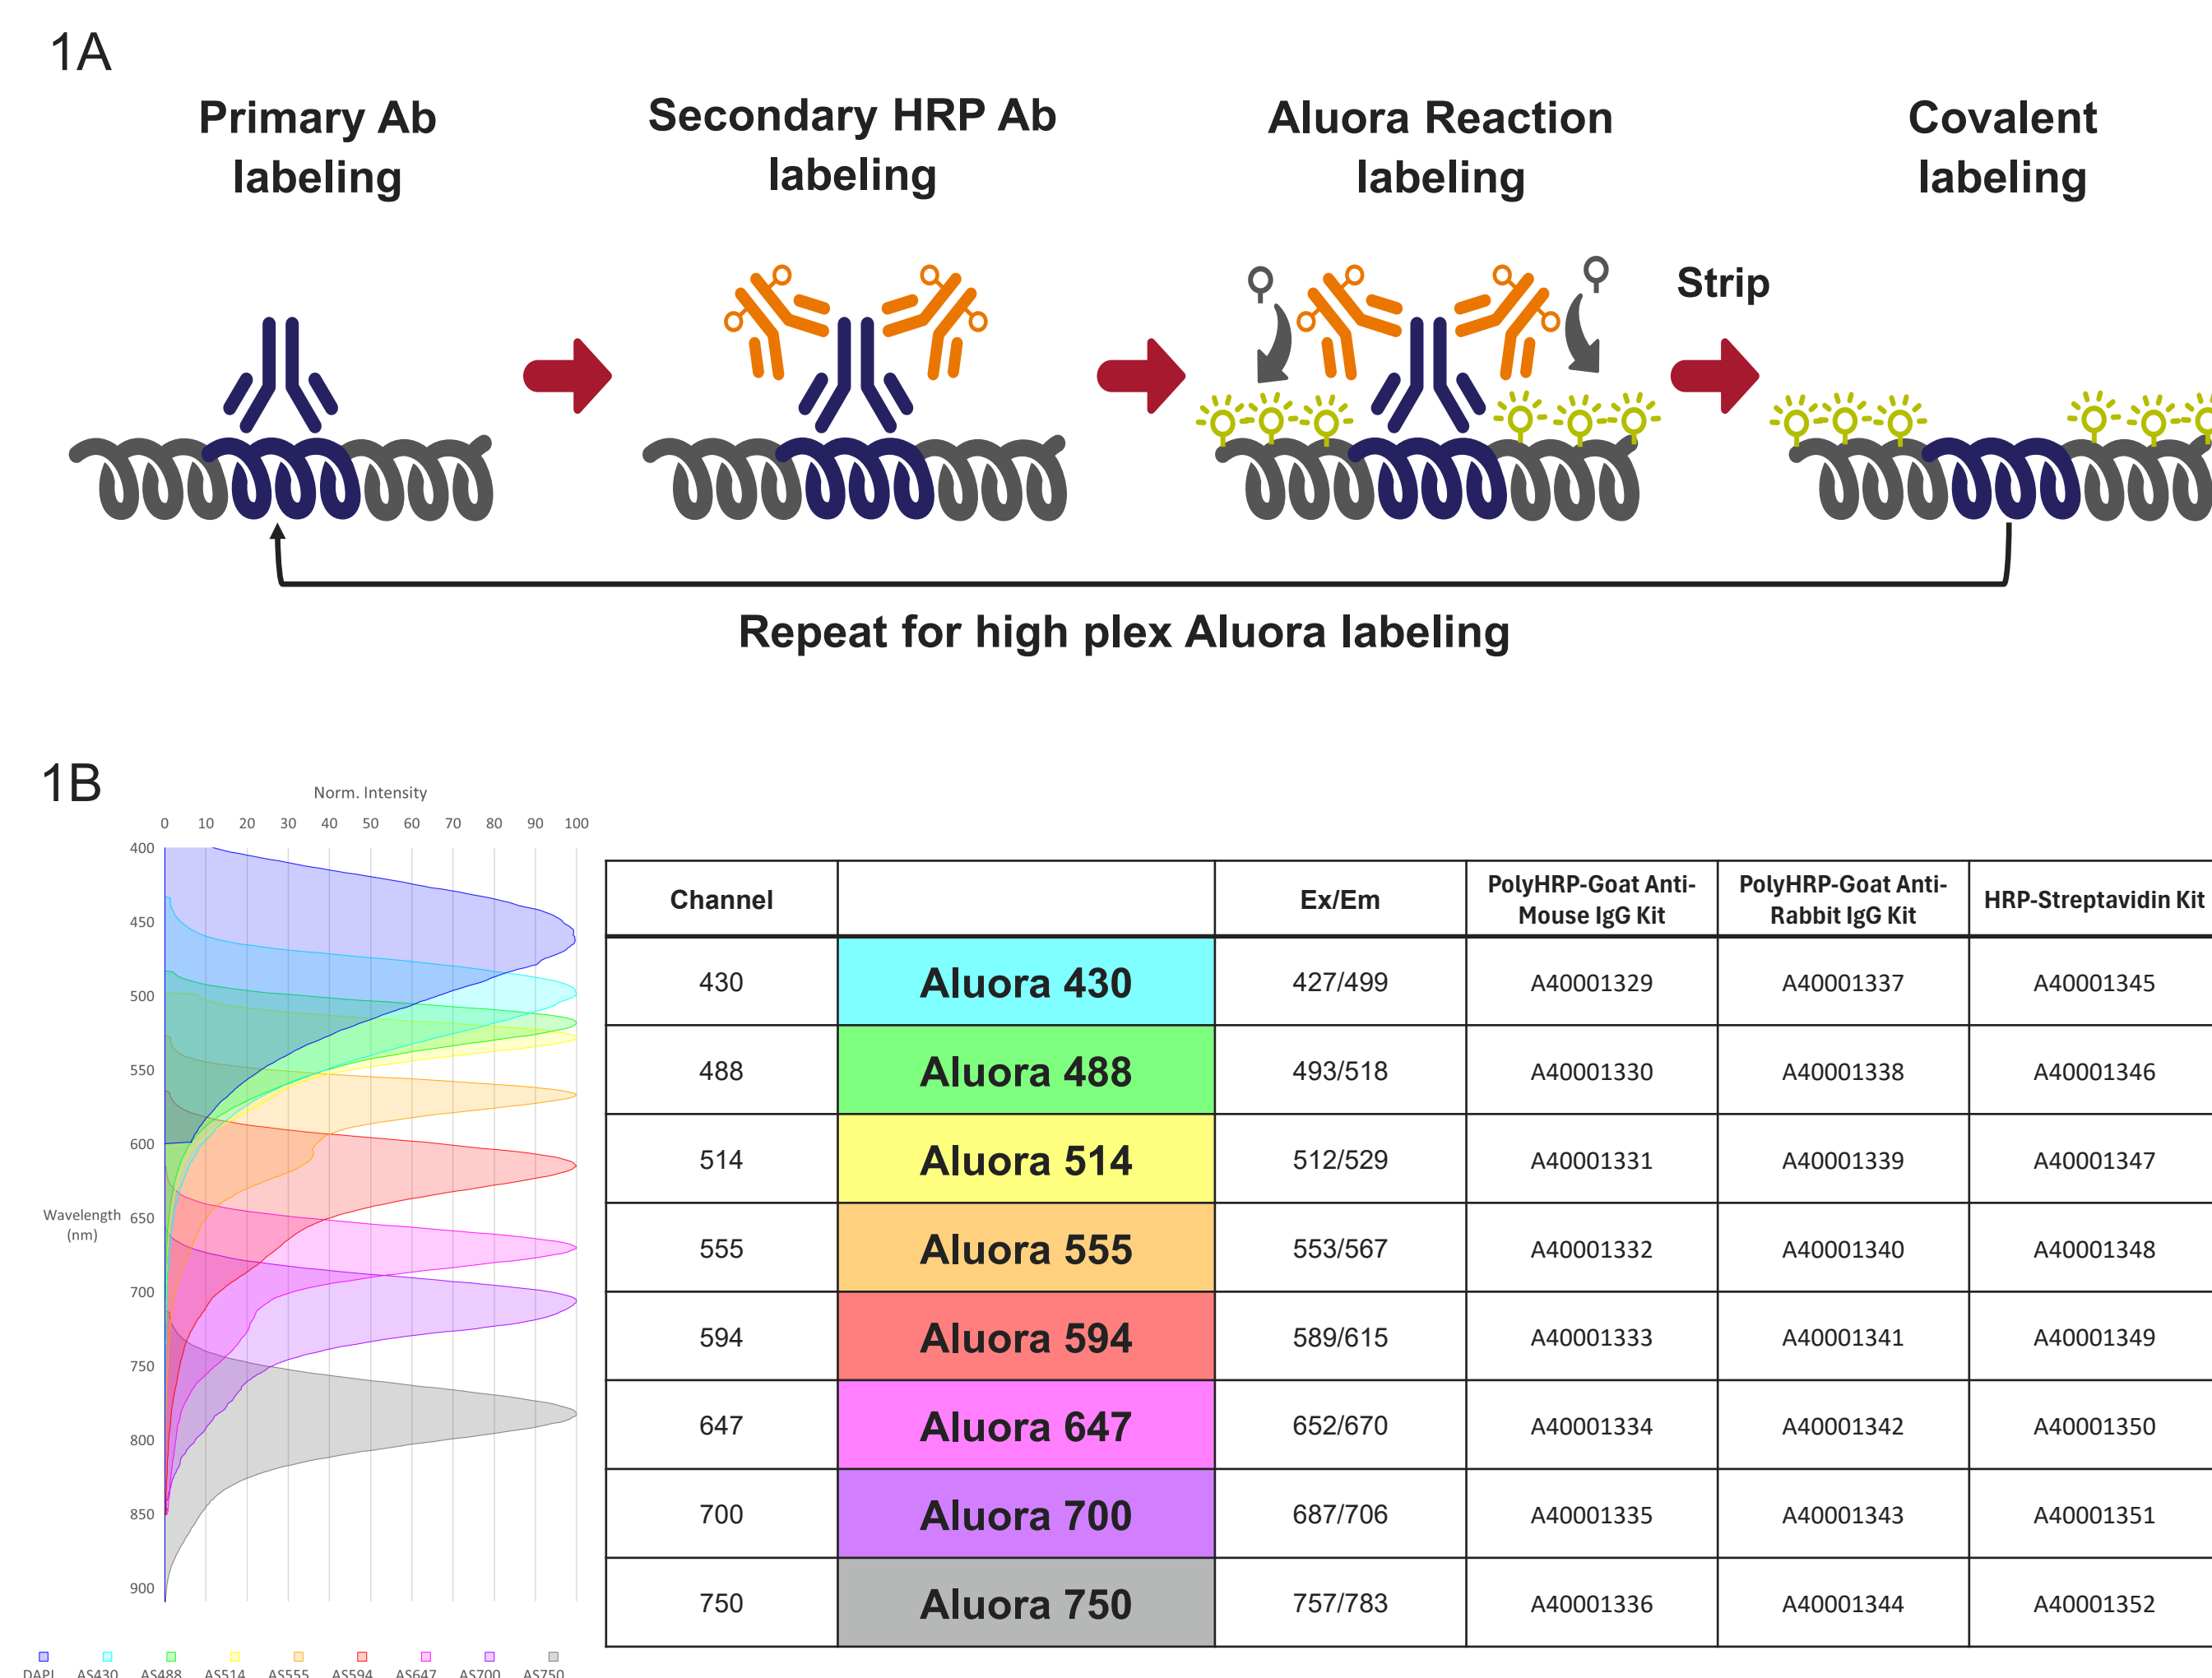 1A
Primary Ab
labeling
Secondary HRP Ab
labeling
Aluora Reaction
labeling
Covalent
labeling
Strip
Repeat for high plex Aluora labeling
1B
Norm. Intensity
0 10 20 30 40 50 60 70 80 90 100
400
450
500
550
600
650
700
750
800
850
900
Wavelength
(nm)
DAPI AS430 AS488 AS514 AS555 AS594 AS647 AS700 AS750
Channel Ex/Em PolyHRP-Goat Anti-Mouse IgG Kit PolyHRP-Goat Anti-Rabbit IgG Kit HRP-Streptavidin Kit
430 Aluora 430 427/499 A40001329 A40001337 A40001345
488 Aluora 488 493/518 A40001330 A40001338 A40001346
514 Aluora 514 512/529 A40001331 A40001339 A40001347
555 Aluora 555 553/567 A40001332 A40001340 A40001348
594 Aluora 594 589/615 A40001333 A40001341 A40001349
647 Aluora 647 652/670 A40001334 A40001342 A40001350
700 Aluora 700 687/706 A40001335 A40001343 A40001351
750 Aluora 750 757/783 A40001336 A40001344 A40001352